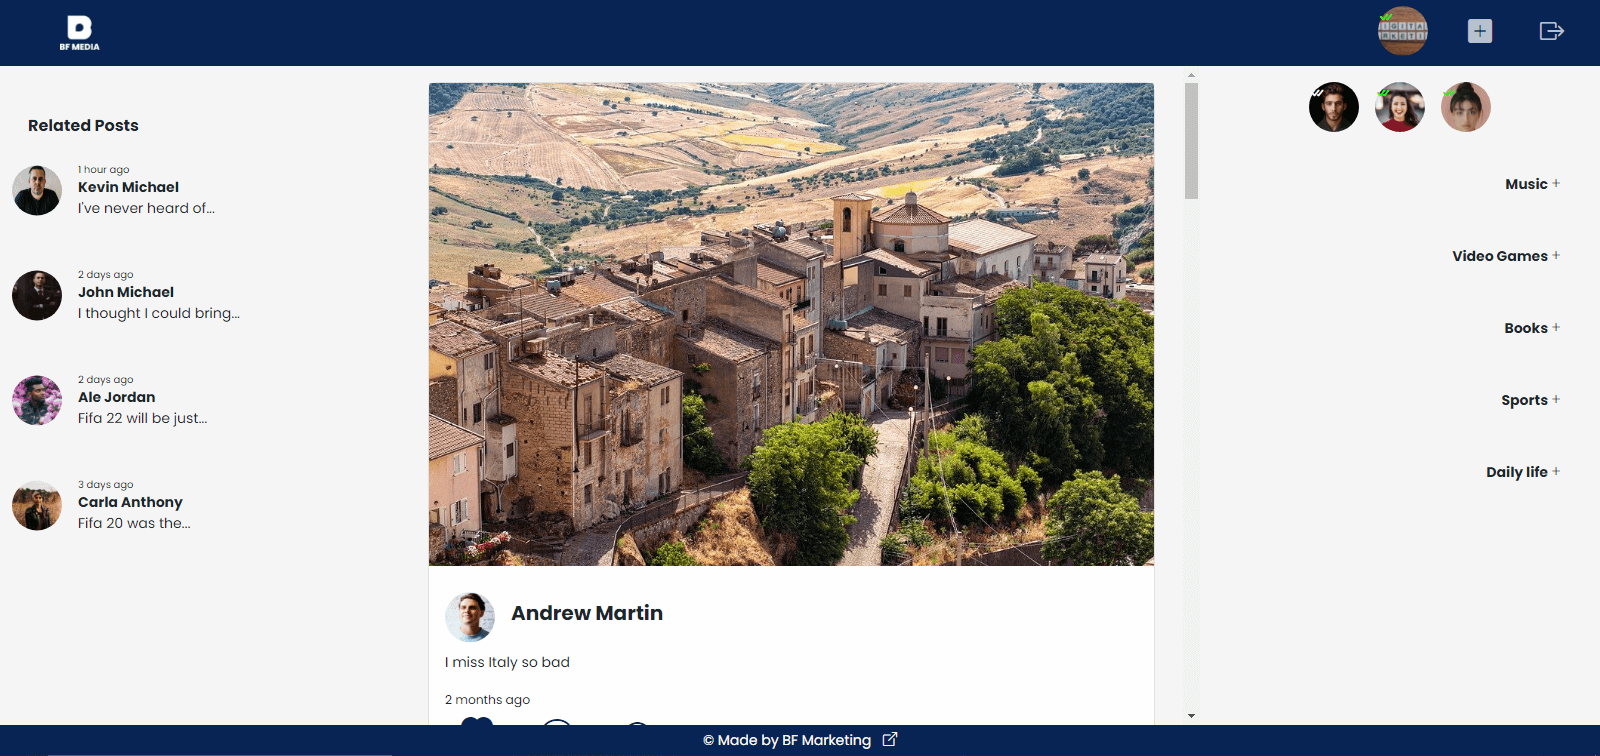 BF MEDIA
IGITA
RKETI
Related Posts
1 hour ago
Kevin Michael
I've never heard of...
2 days ago
John Michael
I thought I could bring...
2 days ago
Ale Jordan
Fifa 22 will be just...
3 days ago
Carla Anthony
Fifa 20 was the...
Andrew Martin
I miss Italy so bad
2 months ago
Music +
Video Games +
Books +
Sports +
Daily life +
© Made by BF Marketing